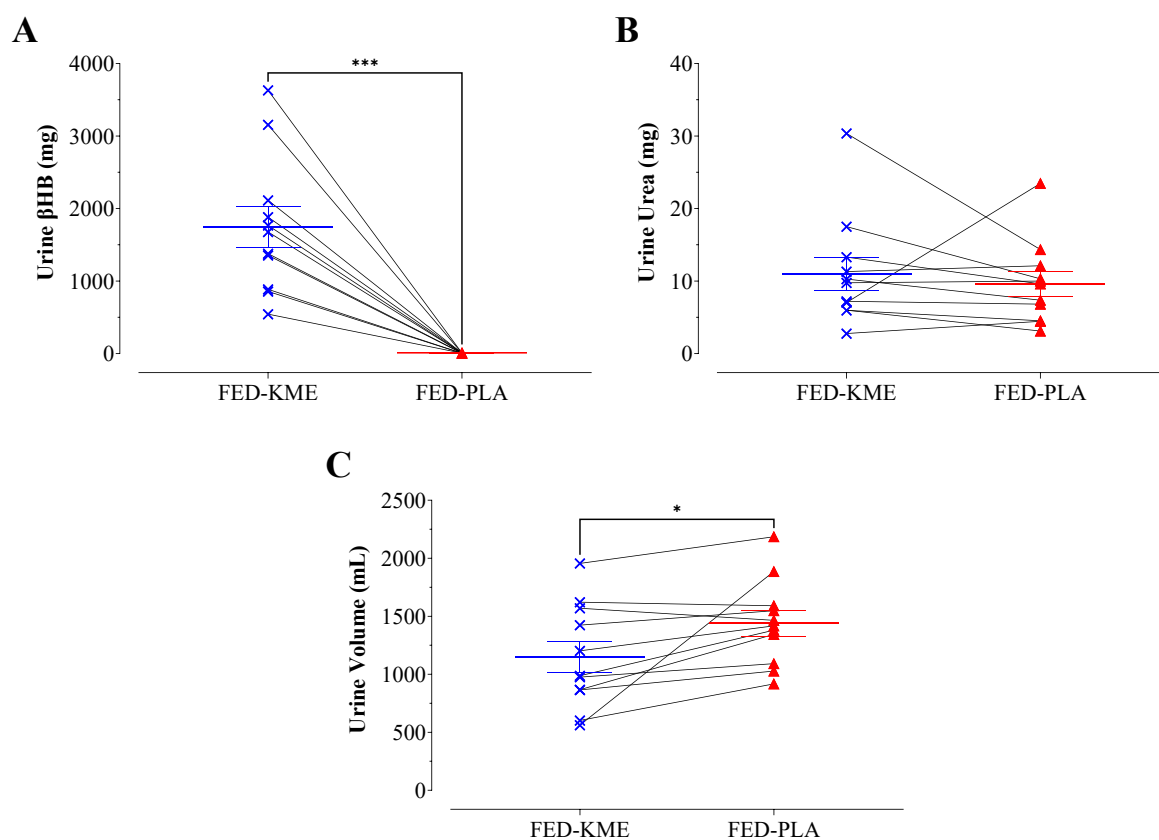 A
Urine βHB (mg)
4000
3000
2000
1000
0
***
FED-KME
FED-PLA
B
Urine Urea (mg)
40
30
20
10
0
FED-KME
FED-PLA
C
Urine Volume (mL)
2500
2000
1500
1000
500
0
*
FED-KME
FED-PLA